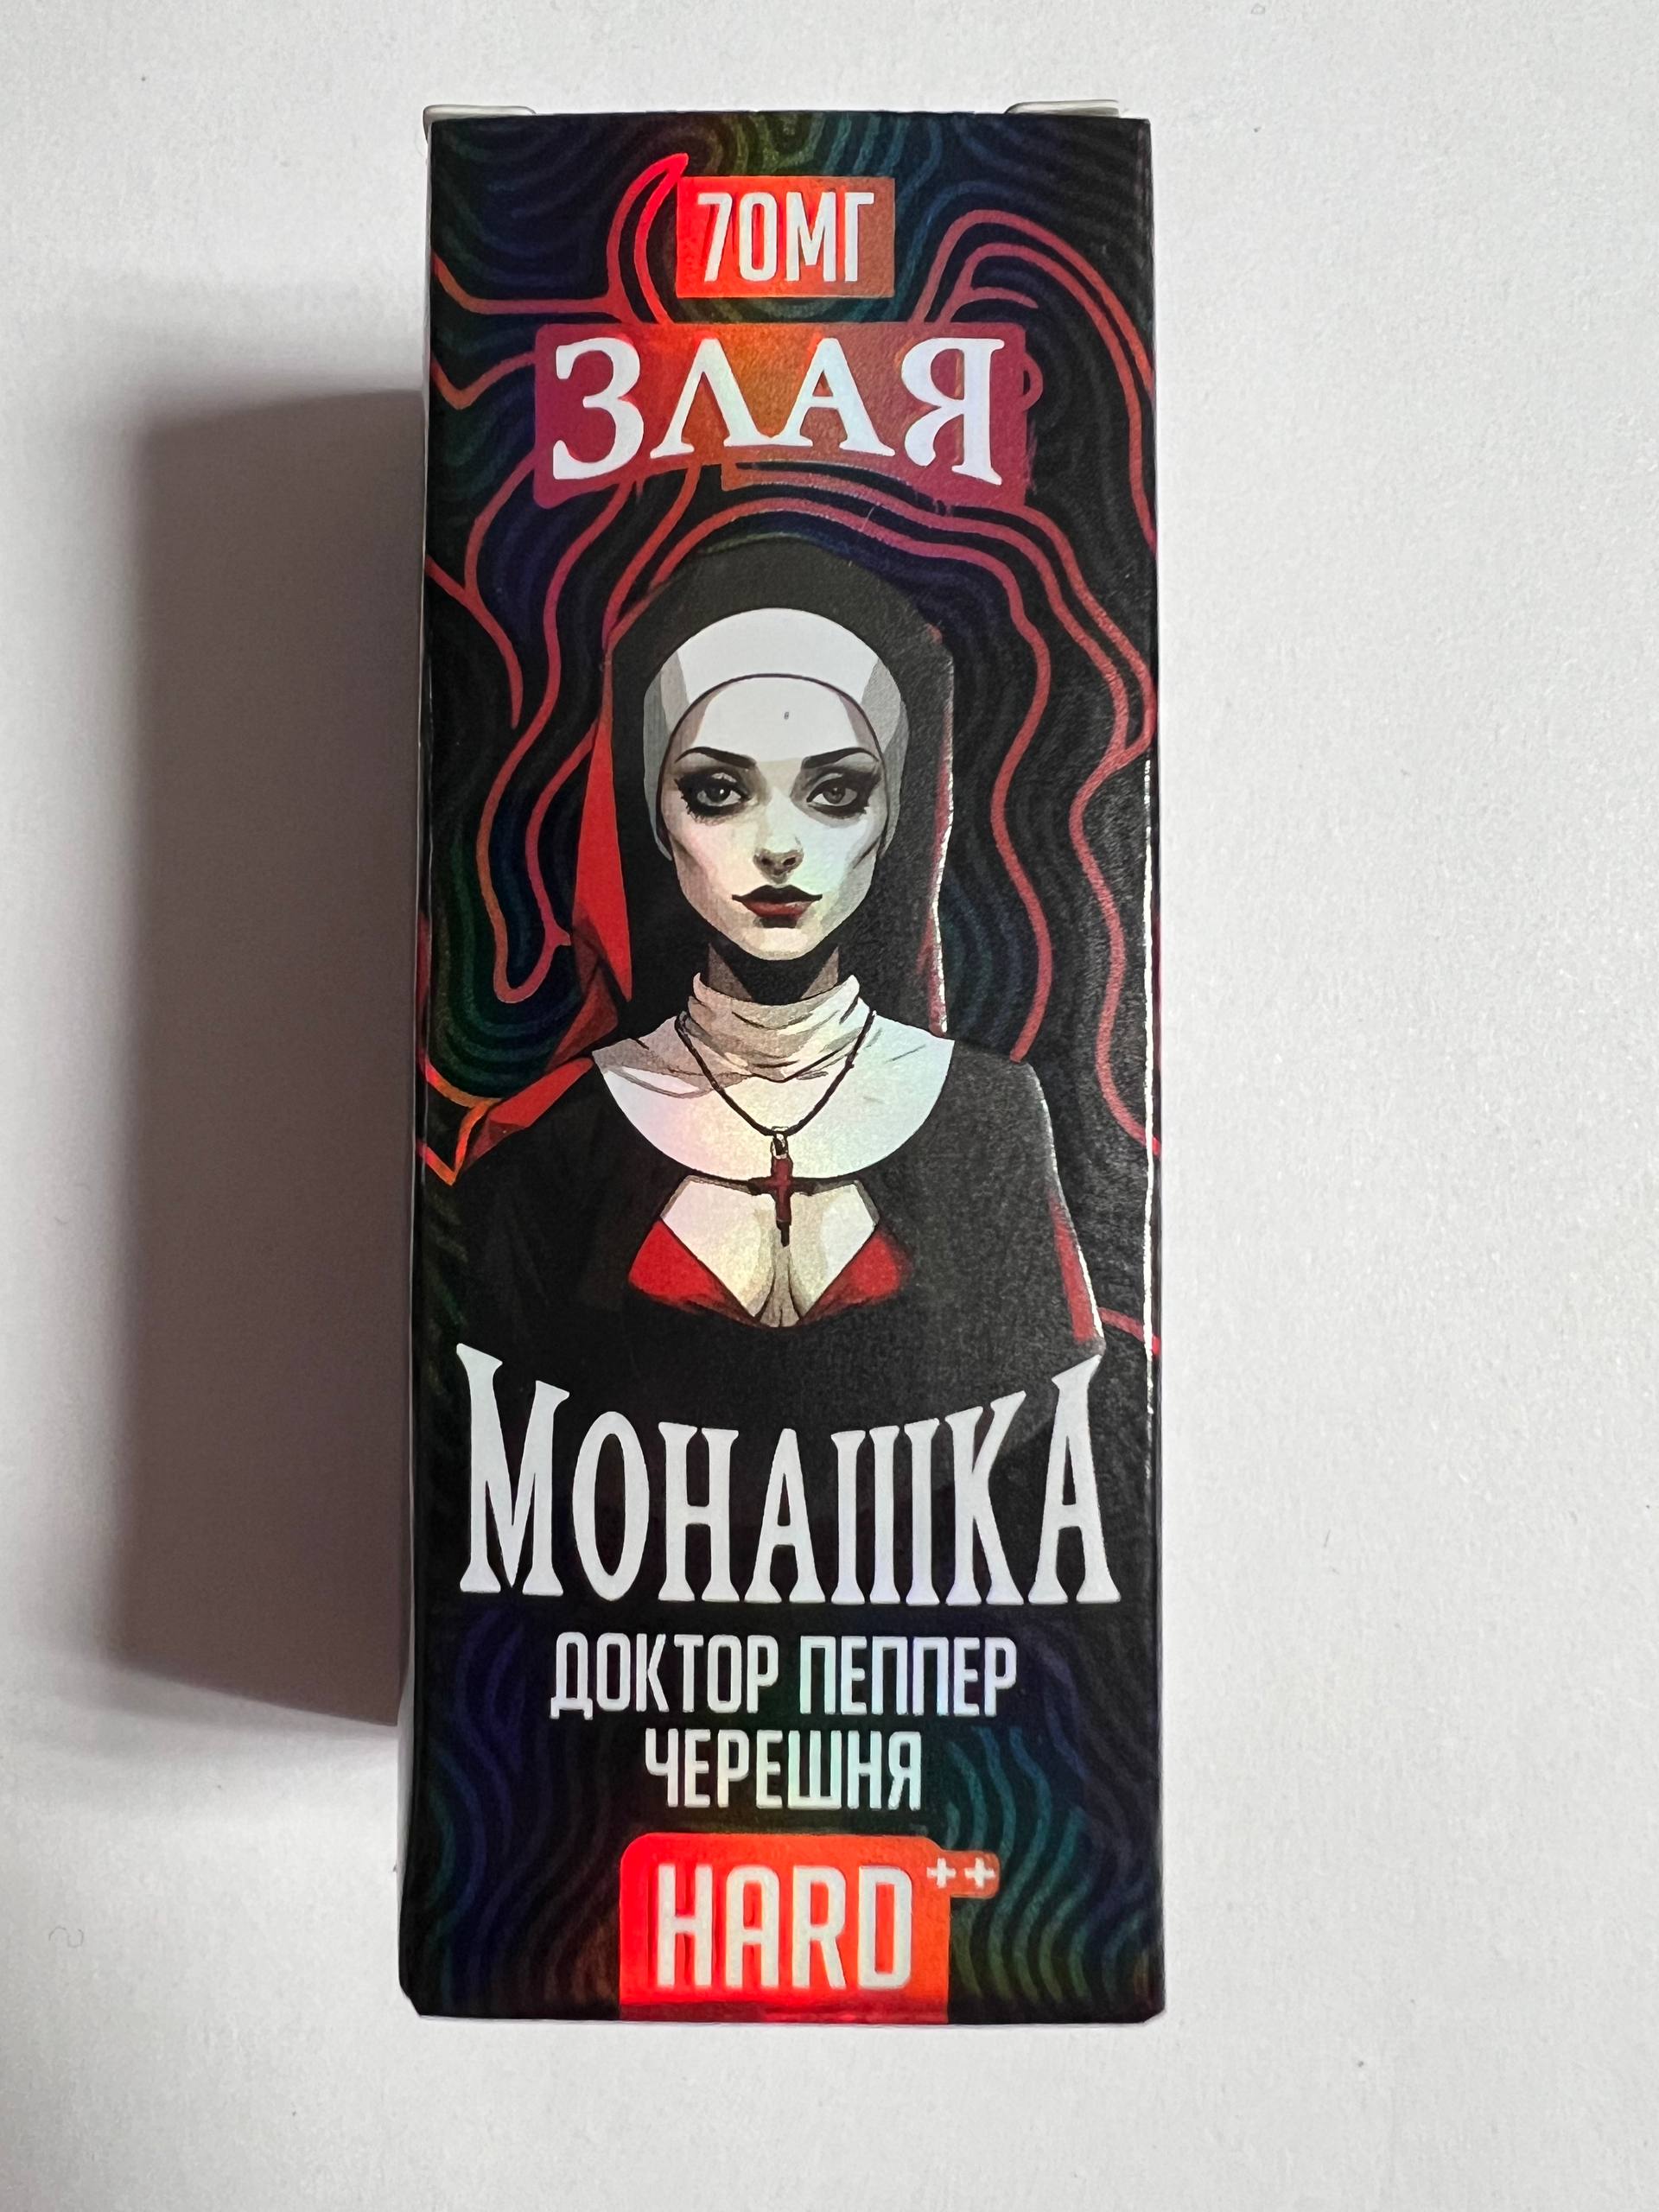 70МГ
ЗЛАЯ
МОНАШКА
ДОКТОР ПЕППЕР
ЧЕРЕШНЯ
HARD++